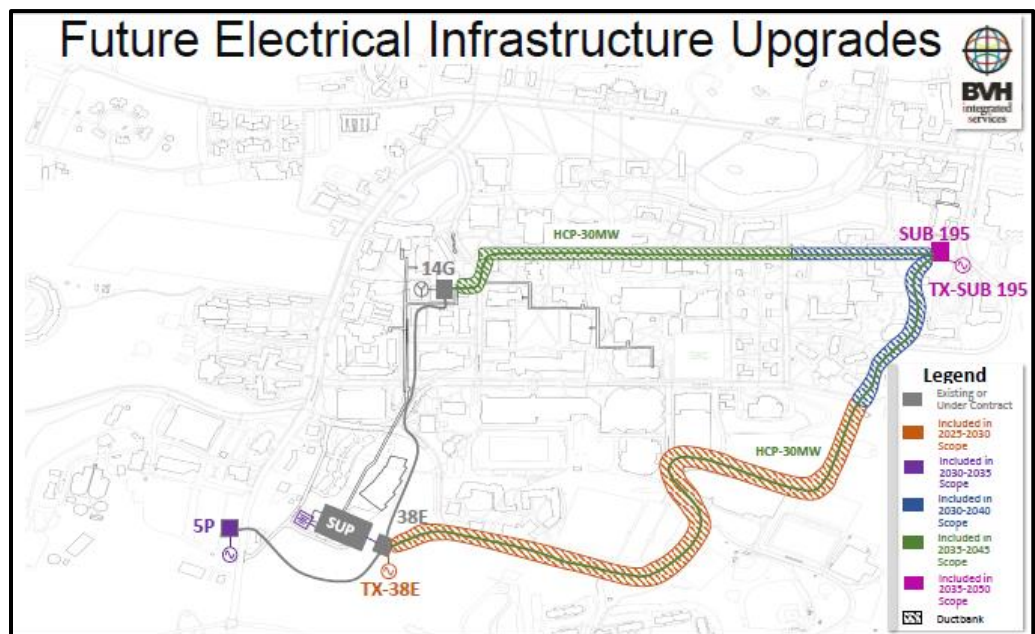 Future Electrical Infrastructure Upgrades
BVH
integrated
services
HCP-30MW
SUB 195
14G
TX-SUB 195
Legend
Existing or
Under Contract
Included in
2025-2030
Scope
HCP-30MW
Included in
2030-2035
Scope
Included in
2030-2040
Scope
5P
SUP
38E
Included in
2035-2045
Scope
TX-38E
Included in
2035-2050
Scope
Ductbank